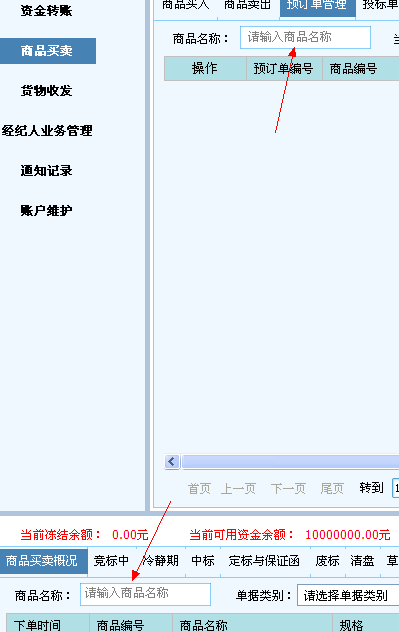 资金转账
商品买卖
货物收发
经纪人业务管理
通知记录
账户维护
商品买入 商品卖出 预订单管理 投标单
商品名称： 请输入商品名称
操作 预订单编号 商品编号
首页 上一页 下一页 尾页 转到 1
当前冻结余额： 0.00元 当前可用资金余额： 10000000.00元
商品买卖概况 竞标中 冷静期 中标 定标与保证函 废标 清盘 草
商品名称： 请输入商品名称 单据类别： 请选择单据类别
下单时间 商品编号 商品名称 规格